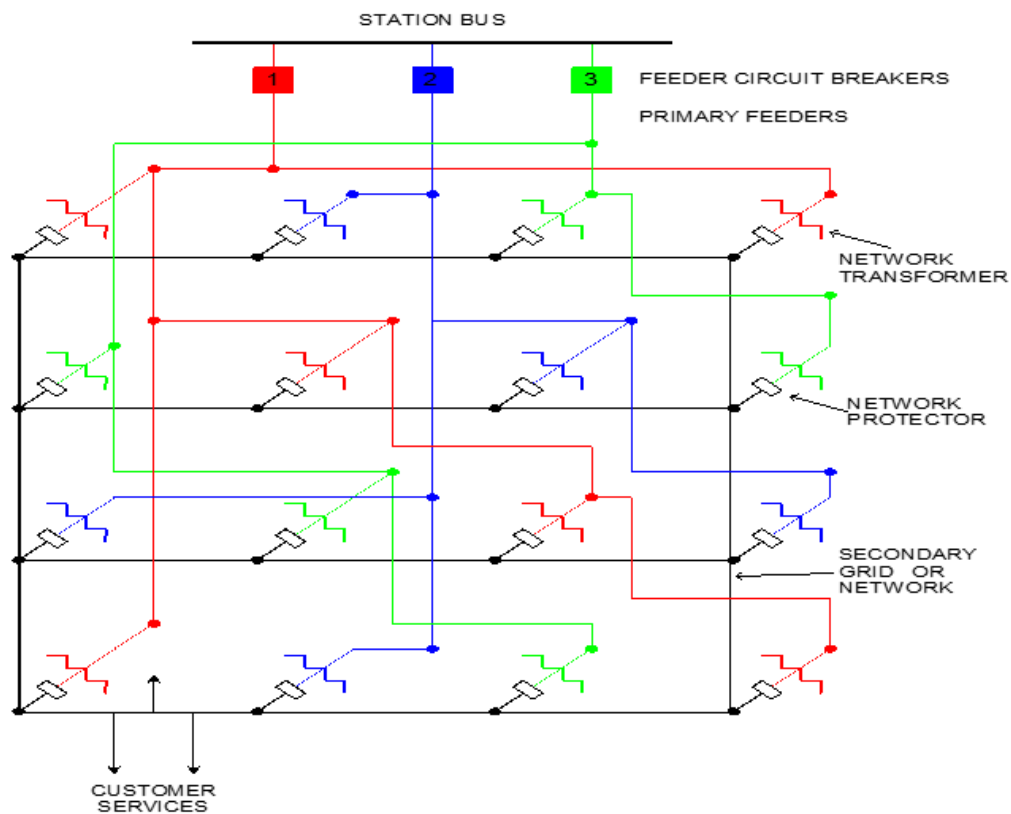 STATION BUS
1
2
3
FEEDER CIRCUIT BREAKERS
PRIMARY FEEDERS
NETWORK
TRANSFORMER
NETWORK
PROTECTOR
SECONDARY
GRID OR
NETWORK
CUSTOMER
SERVICES